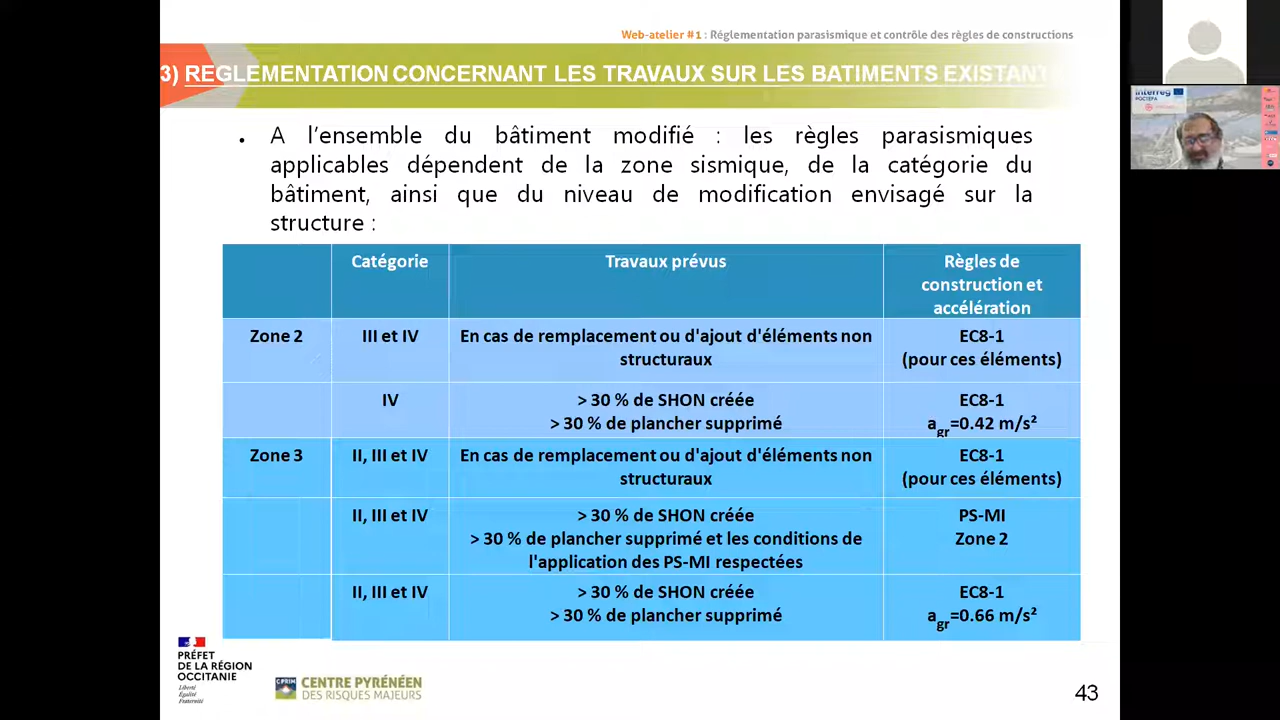 Web-atelier #1 : Réglementation parasismique et contrôle des règles de constructions
3) REGLEMENTATION CONCERNANT LES TRAVAUX SUR LES BATIMENTS EXISTANT
• A l'ensemble du bâtiment modifié : les règles parasismiques
applicables dépendent de la zone sismique, de la catégorie du
bâtiment, ainsi que du niveau de modification envisagé sur la
structure :
Catégorie
Travaux prévus
Règles de
construction et
accélération
Zone 2
III et IV
En cas de remplacement ou d'ajout d'éléments non
structuraux
EC8-1
(pour ces éléments)
IV
> 30 % de SHON créée
> 30 % de plancher supprimé
EC8-1
agr=0.42 m/s²
Zone 3
II, III et IV
En cas de remplacement ou d'ajout d'éléments non
structuraux
EC8-1
(pour ces éléments)
II, III et IV
> 30 % de SHON créée
> 30 % de plancher supprimé et les conditions de
l'application des PS-MI respectées
PS-MI
Zone 2
II, III et IV
> 30 % de SHON créée
> 30 % de plancher supprimé
EC8-1
agr=0.66 m/s²
PRÉFET
DE LA RÉGION
OCCITANIE
Liberté
Égalité
Fraternité
CPRIM
CENTRE PYRÉNÉEN
DES RISQUES MAJEURS
43
Interreg
POCTEFA